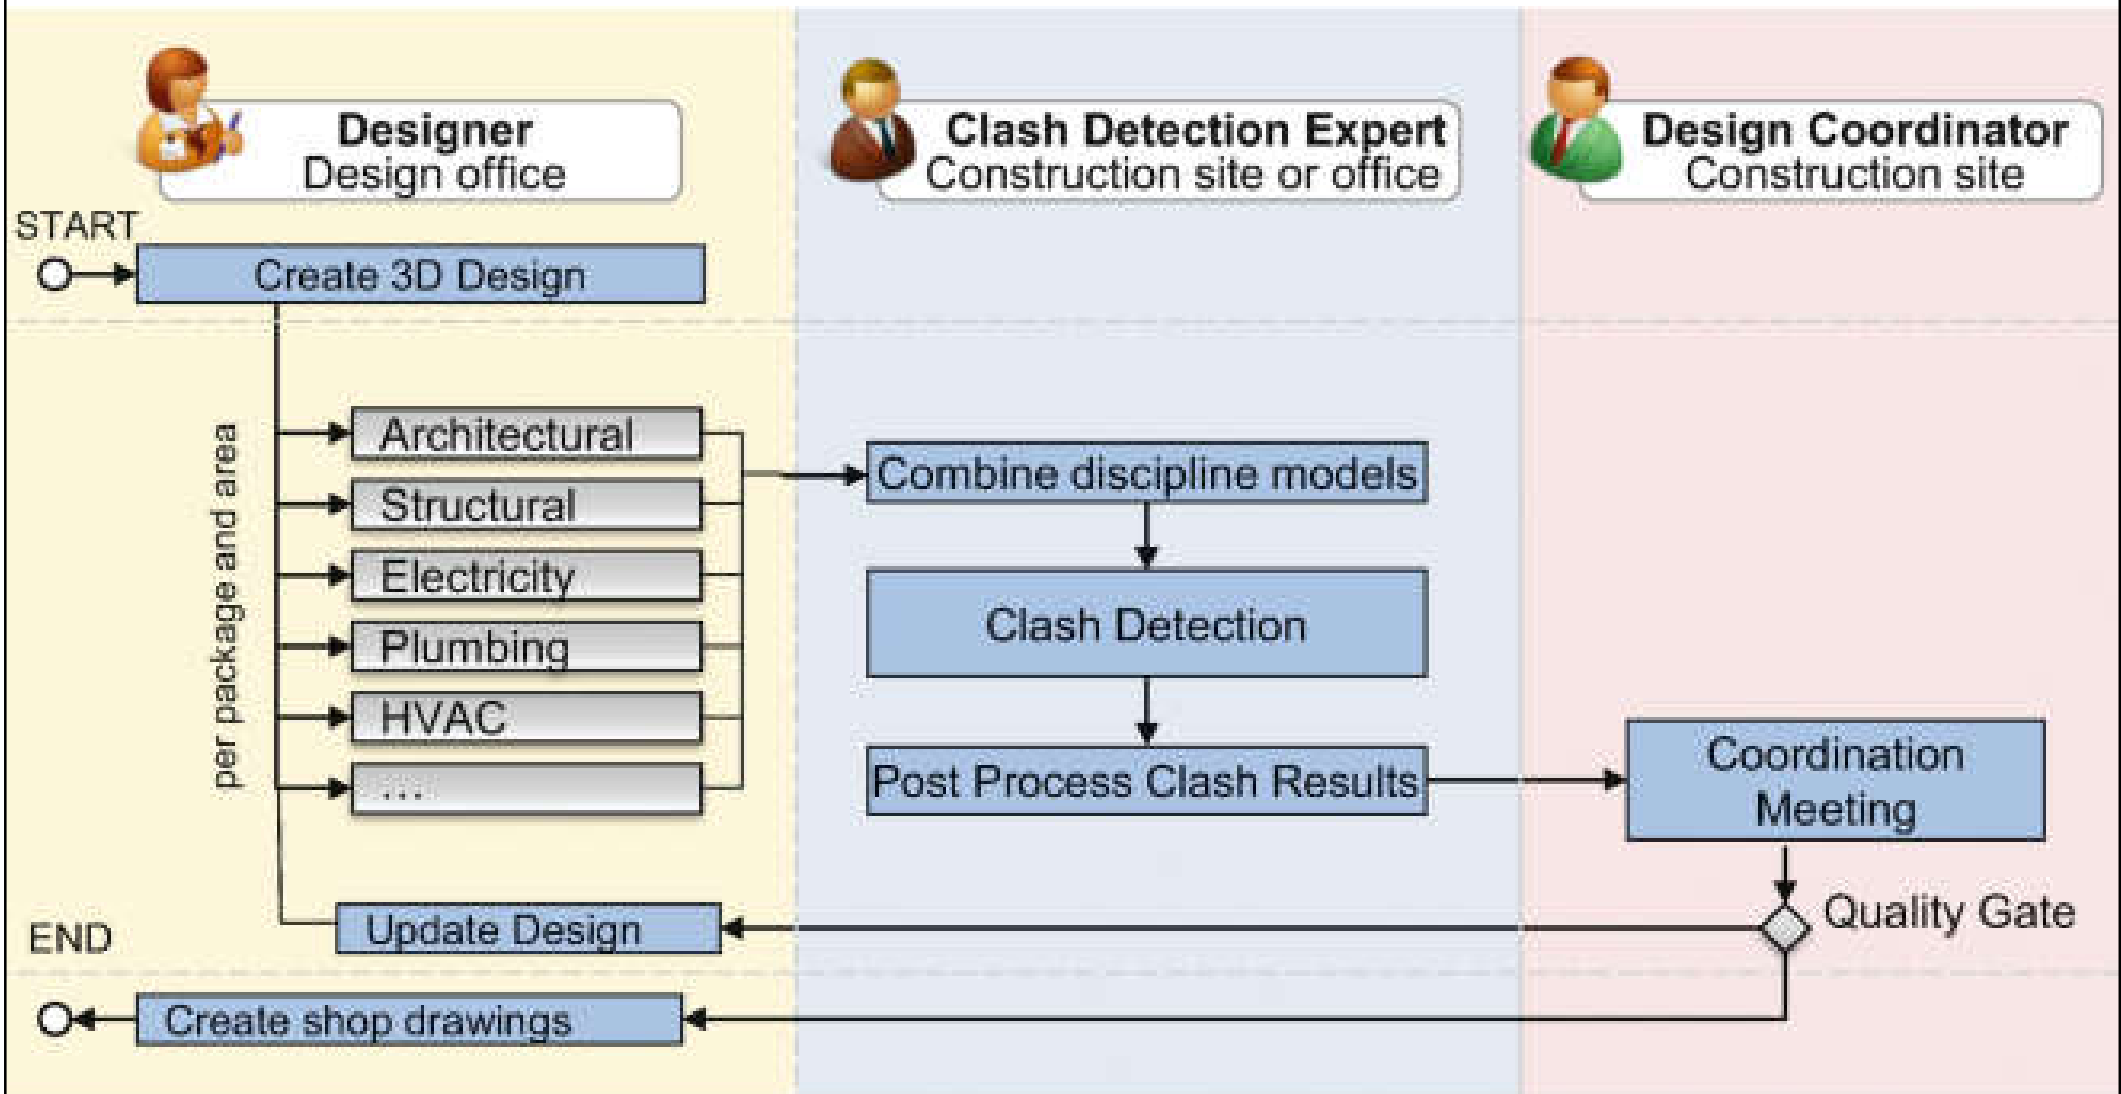 Designer
Design office
Clash Detection Expert
Construction site or office
Design Coordinator
Construction site
START
Create 3D Design
per package and area
Architectural
Structural
Electricity
Plumbing
HVAC
...
Combine discipline models
Clash Detection
Post Process Clash Results
Coordination
Meeting
Quality Gate
Update Design
END
Create shop drawings